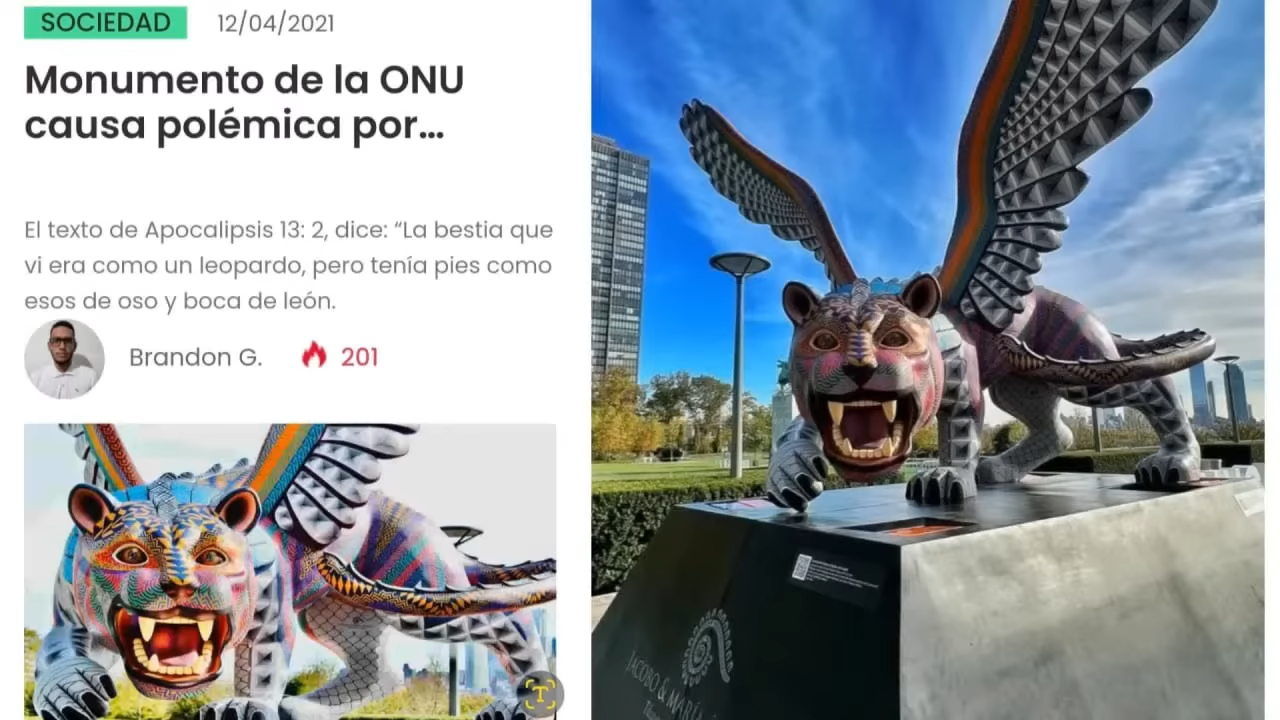 SOCIEDAD 12/04/2021
Monumento de la ONU
causa polémica por...
El texto de Apocalipsis 13: 2, dice: “La bestia que
vi era como un leopardo, pero tenía pies como
esos de oso y boca de león.
Brandon G. 201
T
JACOBO & MARÍA